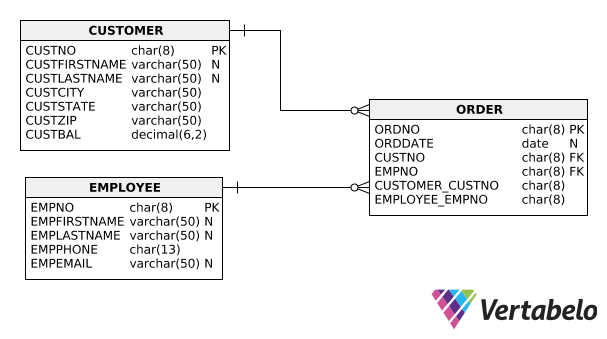 CUSTOMER
CUSTNO char(8) PK
CUSTFIRSTNAME varchar(50) N
CUSTLASTNAME varchar(50) N
CUSTCITY varchar(50)
CUSTSTATE varchar(50)
CUSTZIP varchar(50)
CUSTBAL decimal(6,2)
ORDER
ORDNO char(8) PK
ORDDATE date N
CUSTNO char(8) FK
EMPNO char(8) FK
CUSTOMER_CUSTNO char(8)
EMPLOYEE_EMPNO char(8)
EMPLOYEE
EMPNO char(8) PK
EMPFIRSTNAME varchar(50) N
EMPLASTNAME varchar(50) N
EMPPHONE char(13)
EMPEMAIL varchar(50) N
Vertabelo